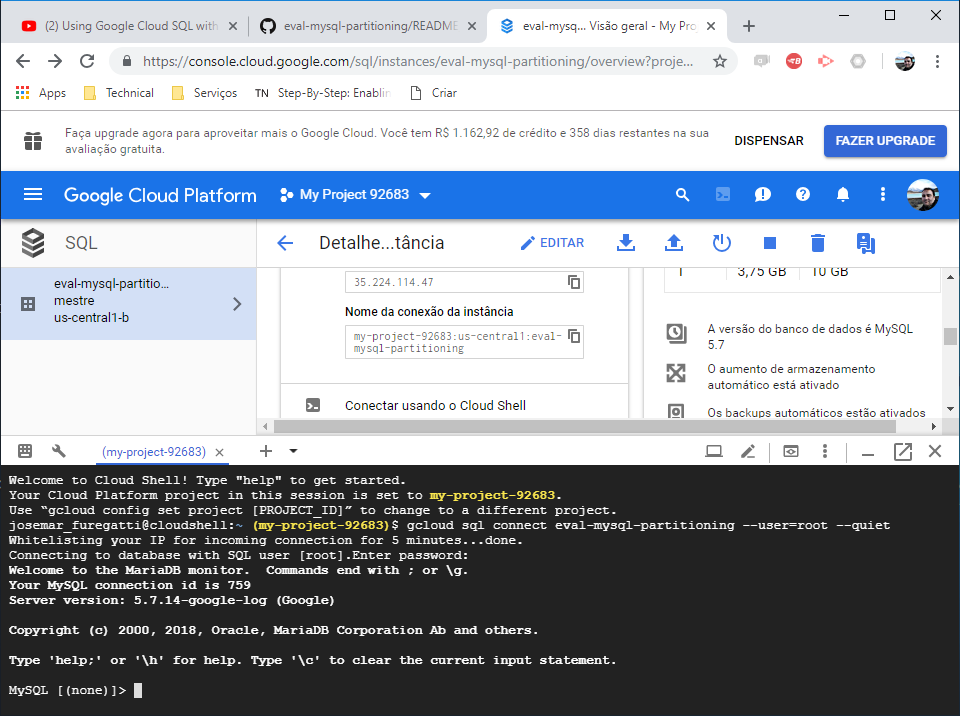 (2) Using Google Cloud SQL with
eval-mysql-partitioning/README
eval-mysq... Visão geral - My Proj
https://console.cloud.google.com/sql/instances/eval-mysql-partitioning/overview?proje...
Apps
Technical
Serviços
TN Step-By-Step: Enablin
Criar
Faça upgrade agora para aproveitar mais o Google Cloud. Você tem R$ 1.162,92 de crédito e 358 dias restantes na sua
avaliação gratuita.
DISPENSAR
FAZER UPGRADE
Google Cloud Platform
My Project 92683
SQL
Detalhe...tância
EDITAR
eval-mysql-partitio...
mestre
us-central1-b
35.224.114.47
Nome da conexão da instância
my-project-92683:us-central1:eval-
mysql-partitioning
Conectar usando o Cloud Shell
1
3,75 GB
10 GB
A versão do banco de dados é MySQL
5.7
O aumento de armazenamento
automático está ativado
Os backups automáticos estão ativados
(my-project-92683)
Welcome to Cloud Shell! Type "help" to get started.
Your Cloud Platform project in this session is set to my-project-92683.
Use “gcloud config set project [PROJECT_ID]” to change to a different project.
josemar_furegatti@cloudshell:~ (my-project-92683)$ gcloud sql connect eval-mysql-partitioning --user=root --quiet
Whitelisting your IP for incoming connection for 5 minutes...done.
Connecting to database with SQL user [root].Enter password:
Welcome to the MariaDB monitor.  Commands end with ; or \g.
Your MySQL connection id is 759
Server version: 5.7.14-google-log (Google)
Copyright (c) 2000, 2018, Oracle, MariaDB Corporation Ab and others.
Type 'help;' or '\h' for help. Type '\c' to clear the current input statement.
MySQL [(none)]>